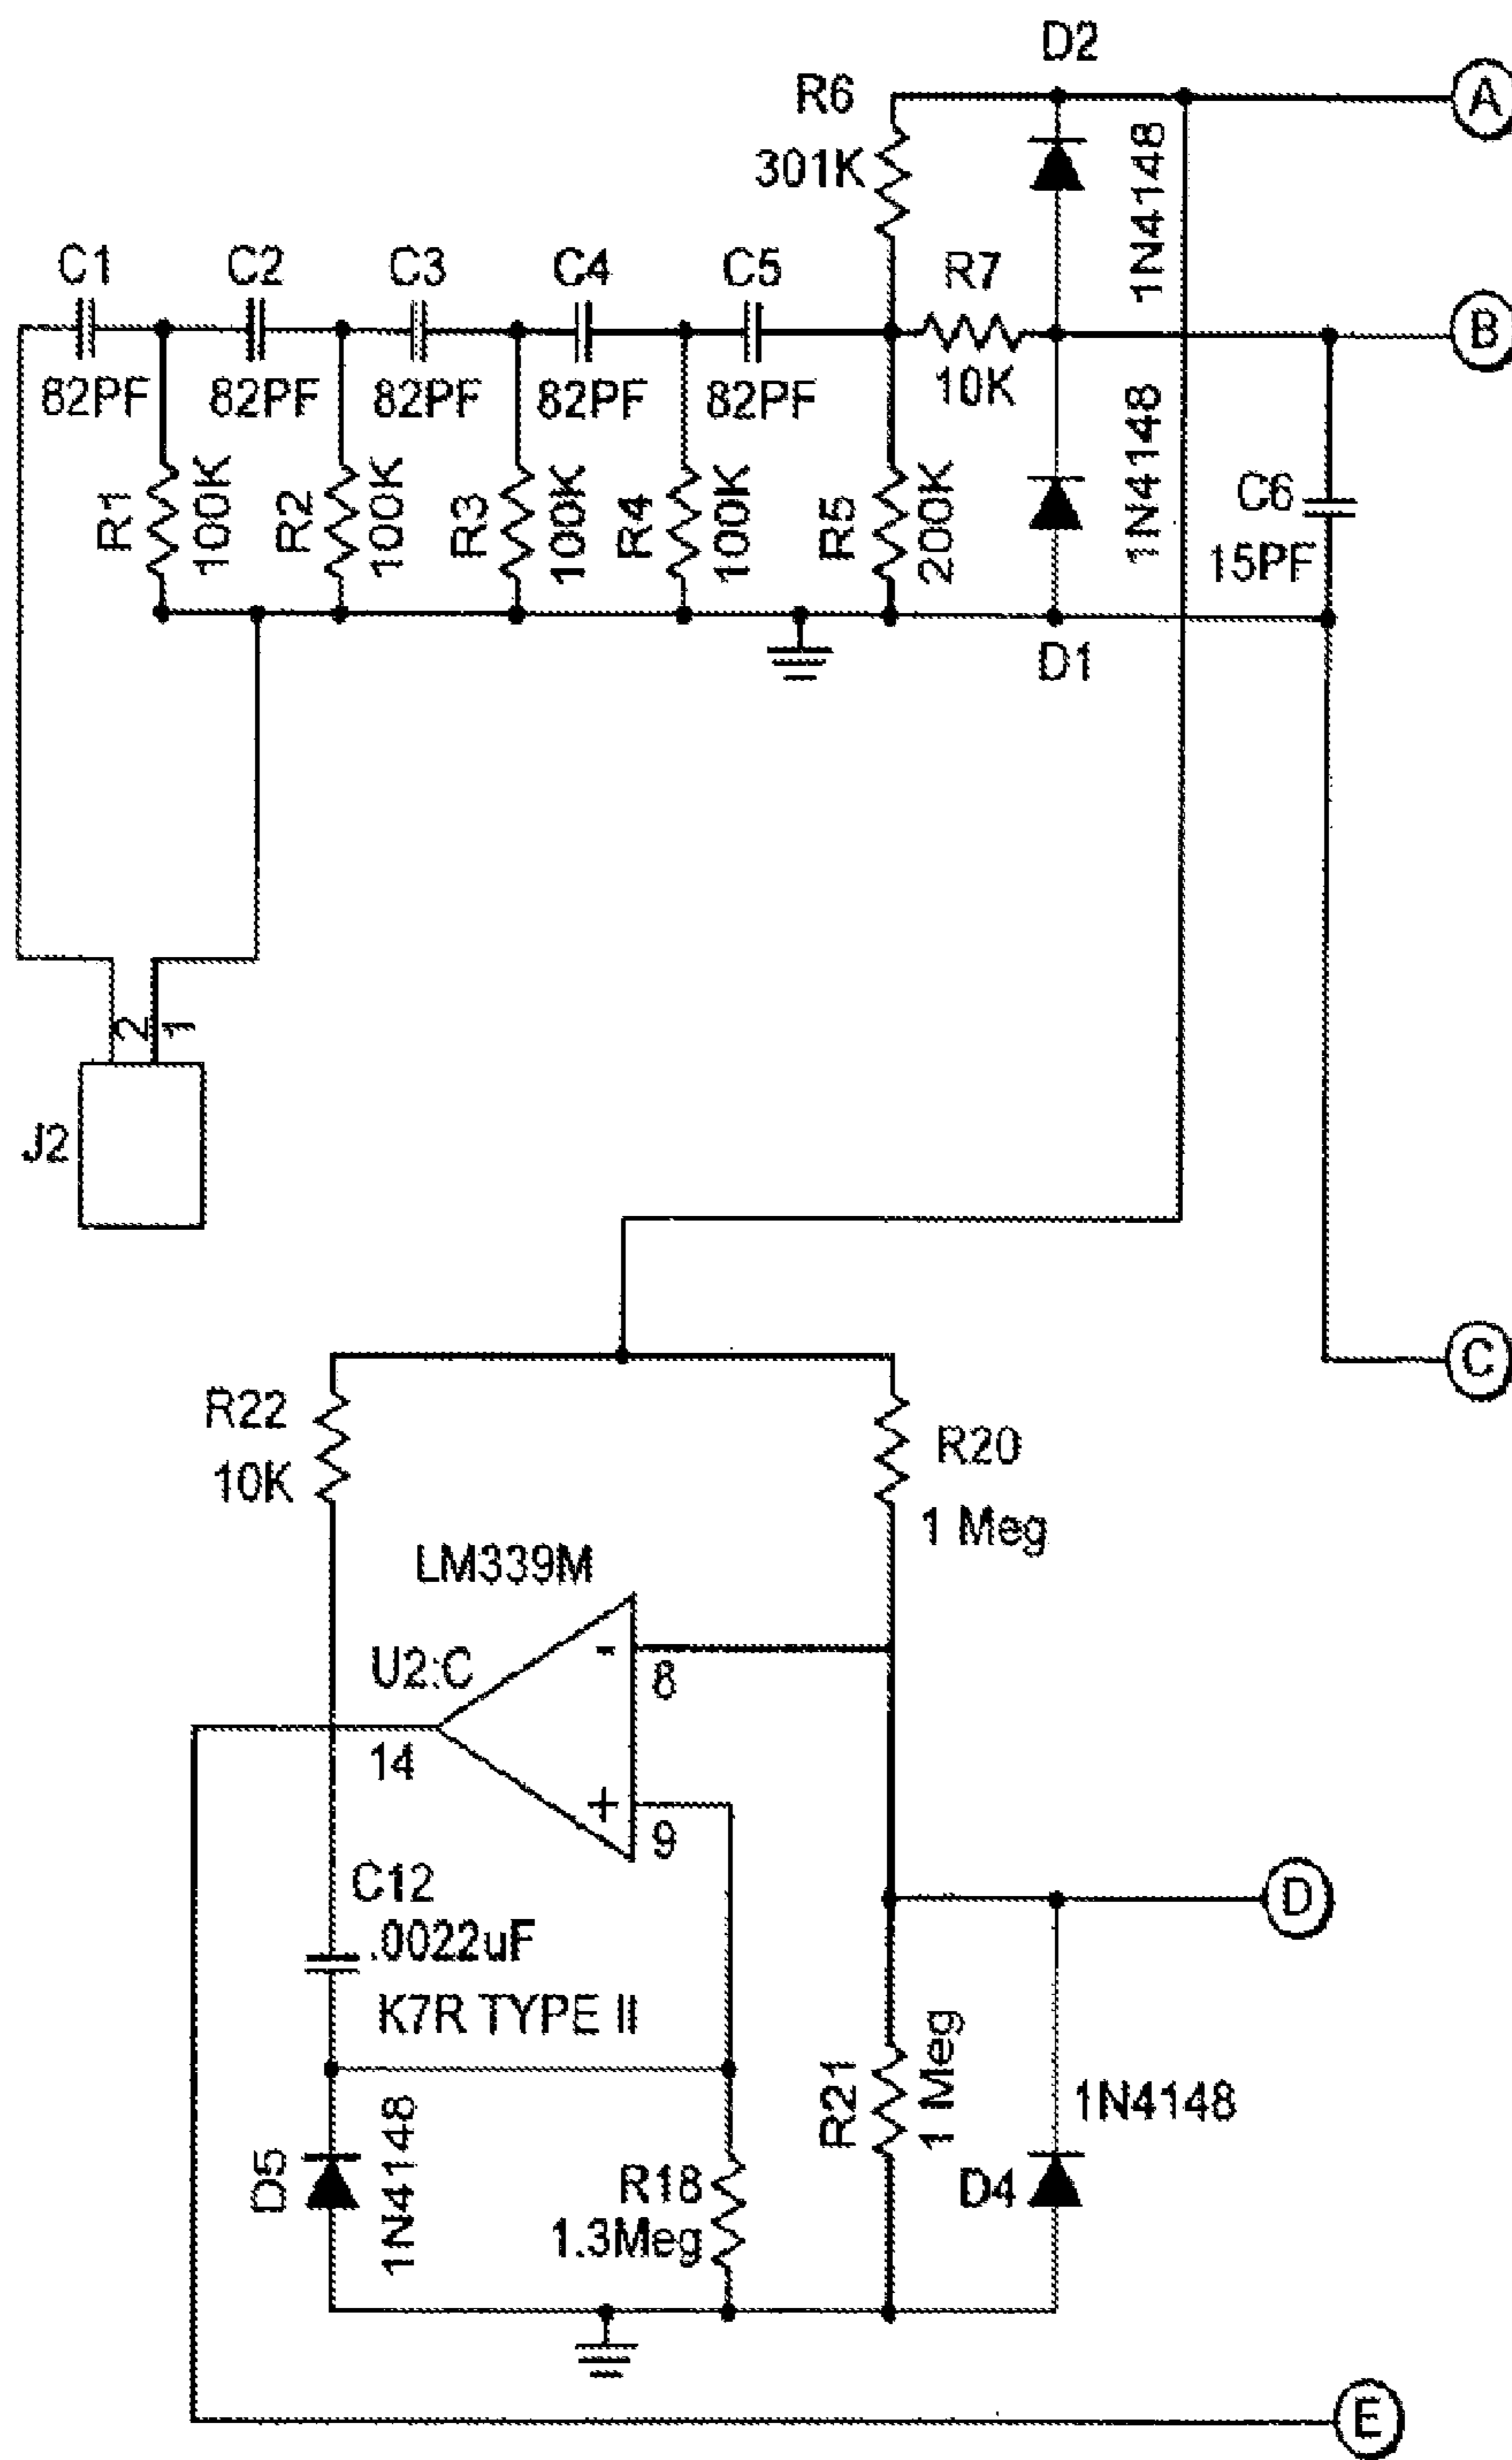 D2
A
R6
301K
1N4148
C1
C2
C3
C4
C5
R7
B
82PF
82PF
82PF
82PF
82PF
10K
1N4148
R1
100K
R2
100K
R3
100K
R4
100K
R5
200K
C6
15PF
D1
2
1
J2
C
R22
10K
R20
1 Meg
LM339M
U2:C
-
8
14
+
9
C12
.0022uF
K7R TYPE II
D
R21
1 Meg
1N4148
D5
1N4148
R18
1.3Meg
D4
E